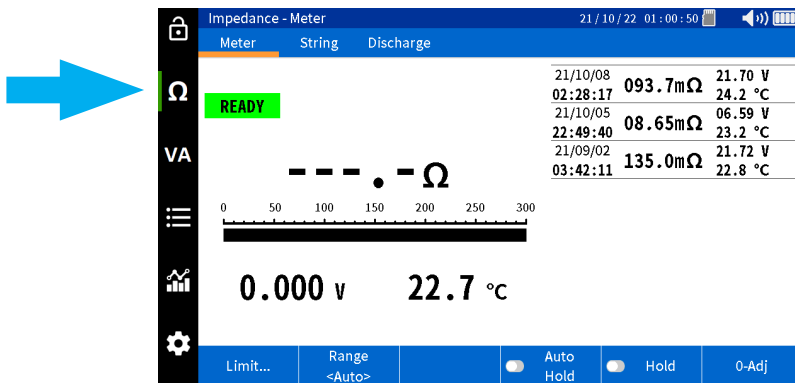 Impedance - Meter 21/10/22 01:00:50
Meter String Discharge
Ω
VA
READY
---.-Ω
0 50 100 150 200 250 300
0.000 V 22.7 °C
21/10/08 02:28:17 093.7mΩ 21.70 V 24.2 °C
21/10/05 22:49:40 08.65mΩ 06.59 V 23.2 °C
21/09/02 03:42:11 135.0mΩ 21.72 V 22.8 °C
Limit... Range <Auto> Auto Hold Hold 0-Adj